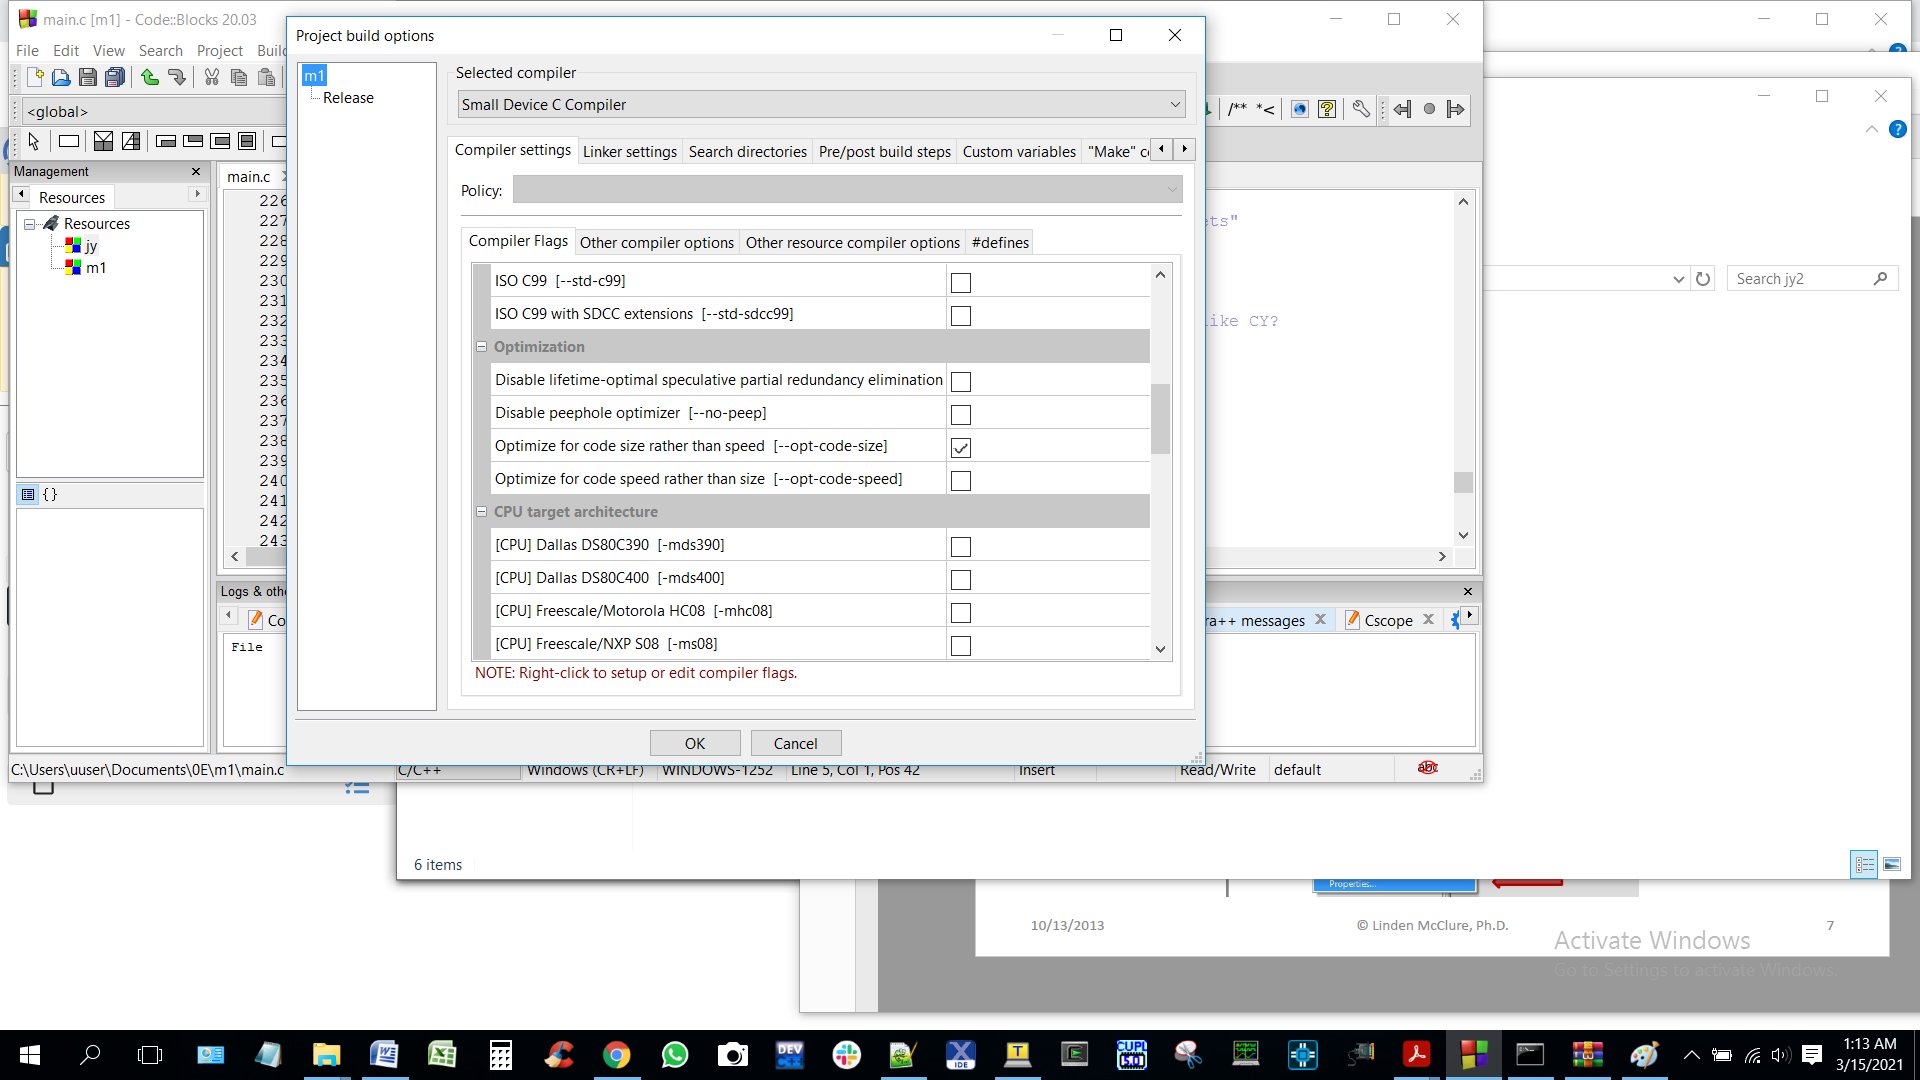 main.c [m1] - Code::Blocks 20.03
File Edit View Search Project
<global>
Management
Resources
Resources
jy
m1
{}
main.c
226
227
228
229
230
231
232
233
234
235
236
237
238
239
240
241
242
243
Logs &
File
Project build options
m1
Release
Selected compiler
Small Device C Compiler
Compiler settings Linker settings Search directories Pre/post build steps Custom variables "Make"
Policy:
Compiler Flags Other compiler options Other resource compiler options #defines
ISO C99 [--std-c99]
ISO C99 with SDCC extensions [--std-sdcc99]
Optimization
Disable lifetime-optimal speculative partial redundancy elimination
Disable peephole optimizer [--no-peep]
Optimize for code size rather than speed [--opt-code-size]
Optimize for code speed rather than size [--opt-code-speed]
CPU target architecture
[CPU] Dallas DS80C390 [-mds390]
[CPU] Dallas DS80C400 [-mds400]
[CPU] Freescale/Motorola HC08 [-mhc08]
[CPU] Freescale/NXP S08 [-ms08]
NOTE: Right-click to setup or edit compiler flags.
OK Cancel
/** *<
ets"
like CY?
ra++ messages Cscope
C:\Users\uuser\Documents\0E\m1\main.c C/C++ Windows (CR+LF) WINDOWS-1252 Line 5, Col 1, Pos 42 Insert Read/Write default abc
Search jy2
6 items
Properties...
10/13/2013 © Linden McClure, Ph.D. 7
Activate Windows
Go to Settings to activate Windows.
DEV
IDE
CUPL 5.0
1:13 AM
3/15/2021